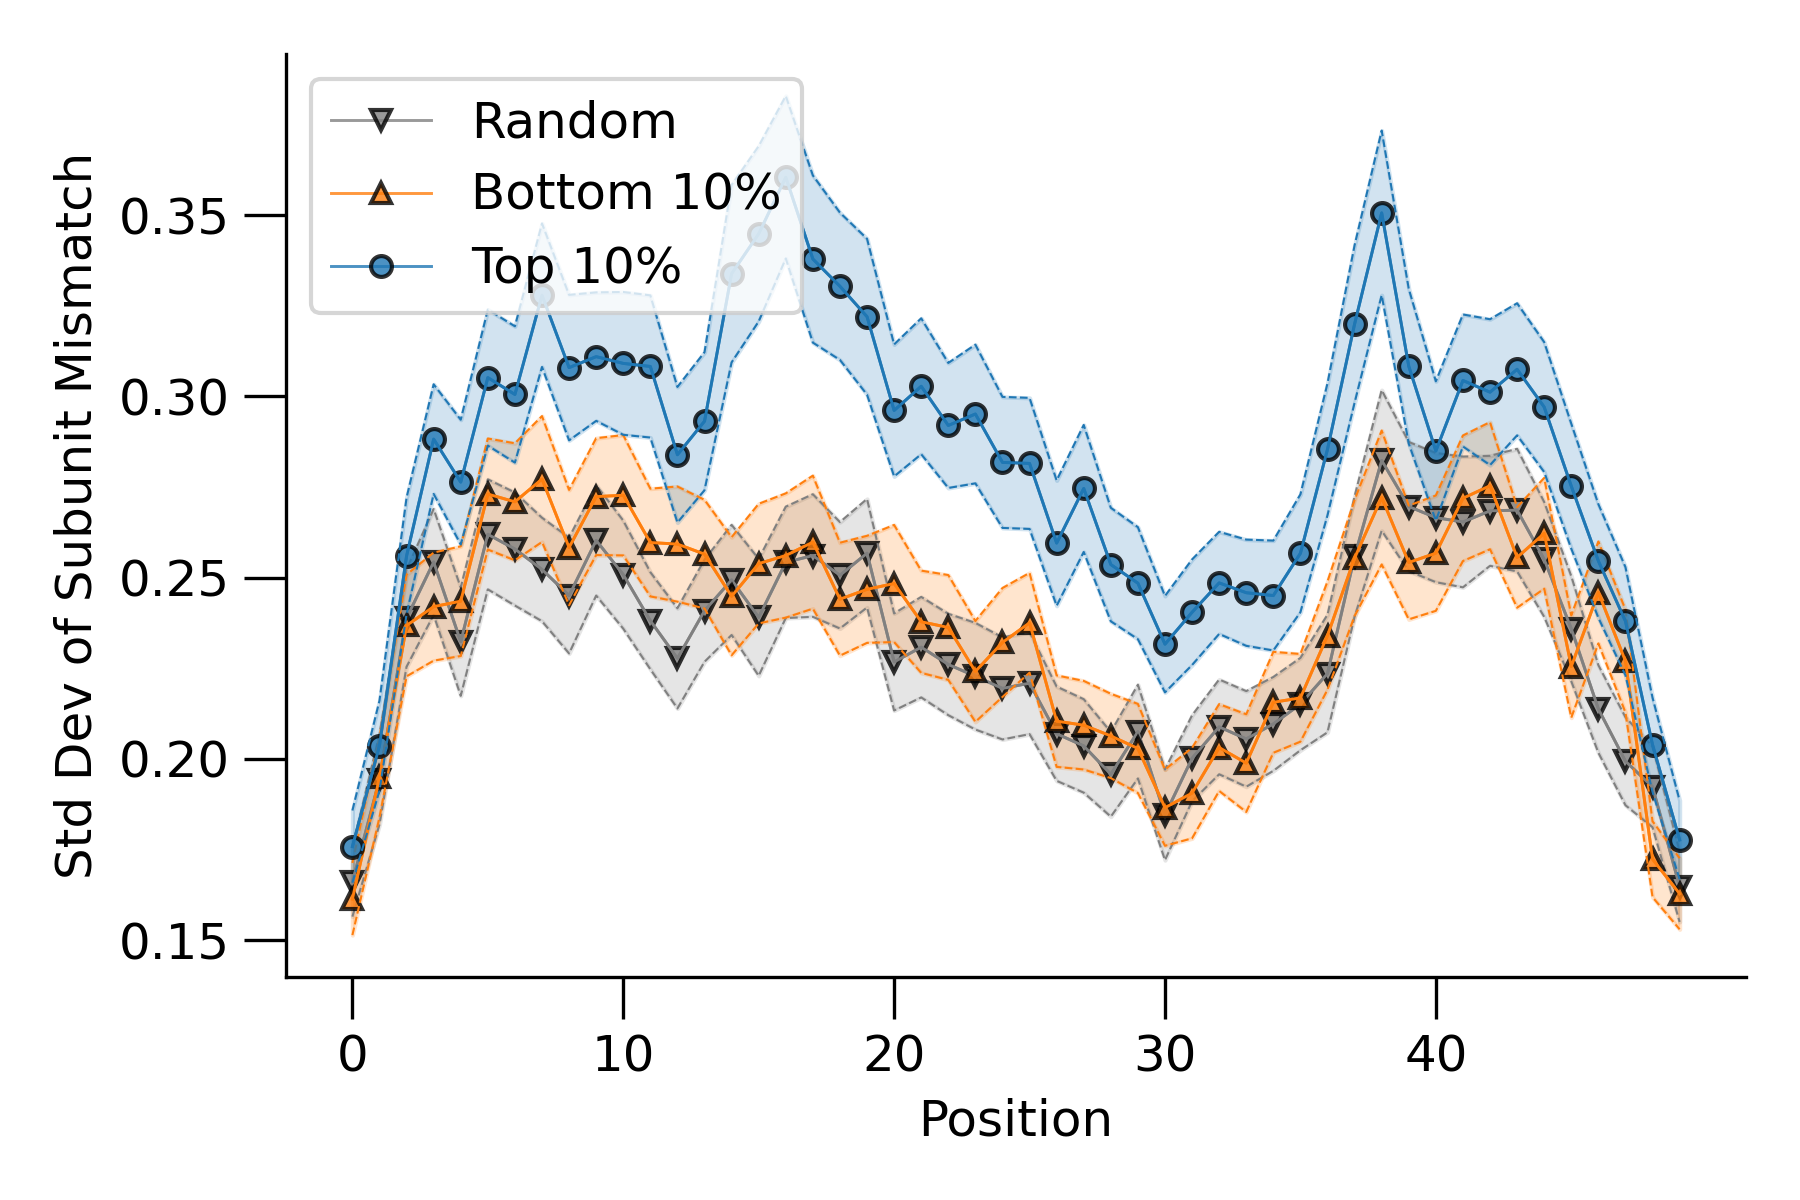 Random
Bottom 10%
Top 10%
Std Dev of Subunit Mismatch
0.35
0.30
0.25
0.20
0.15
0 10 20 30 40
Position